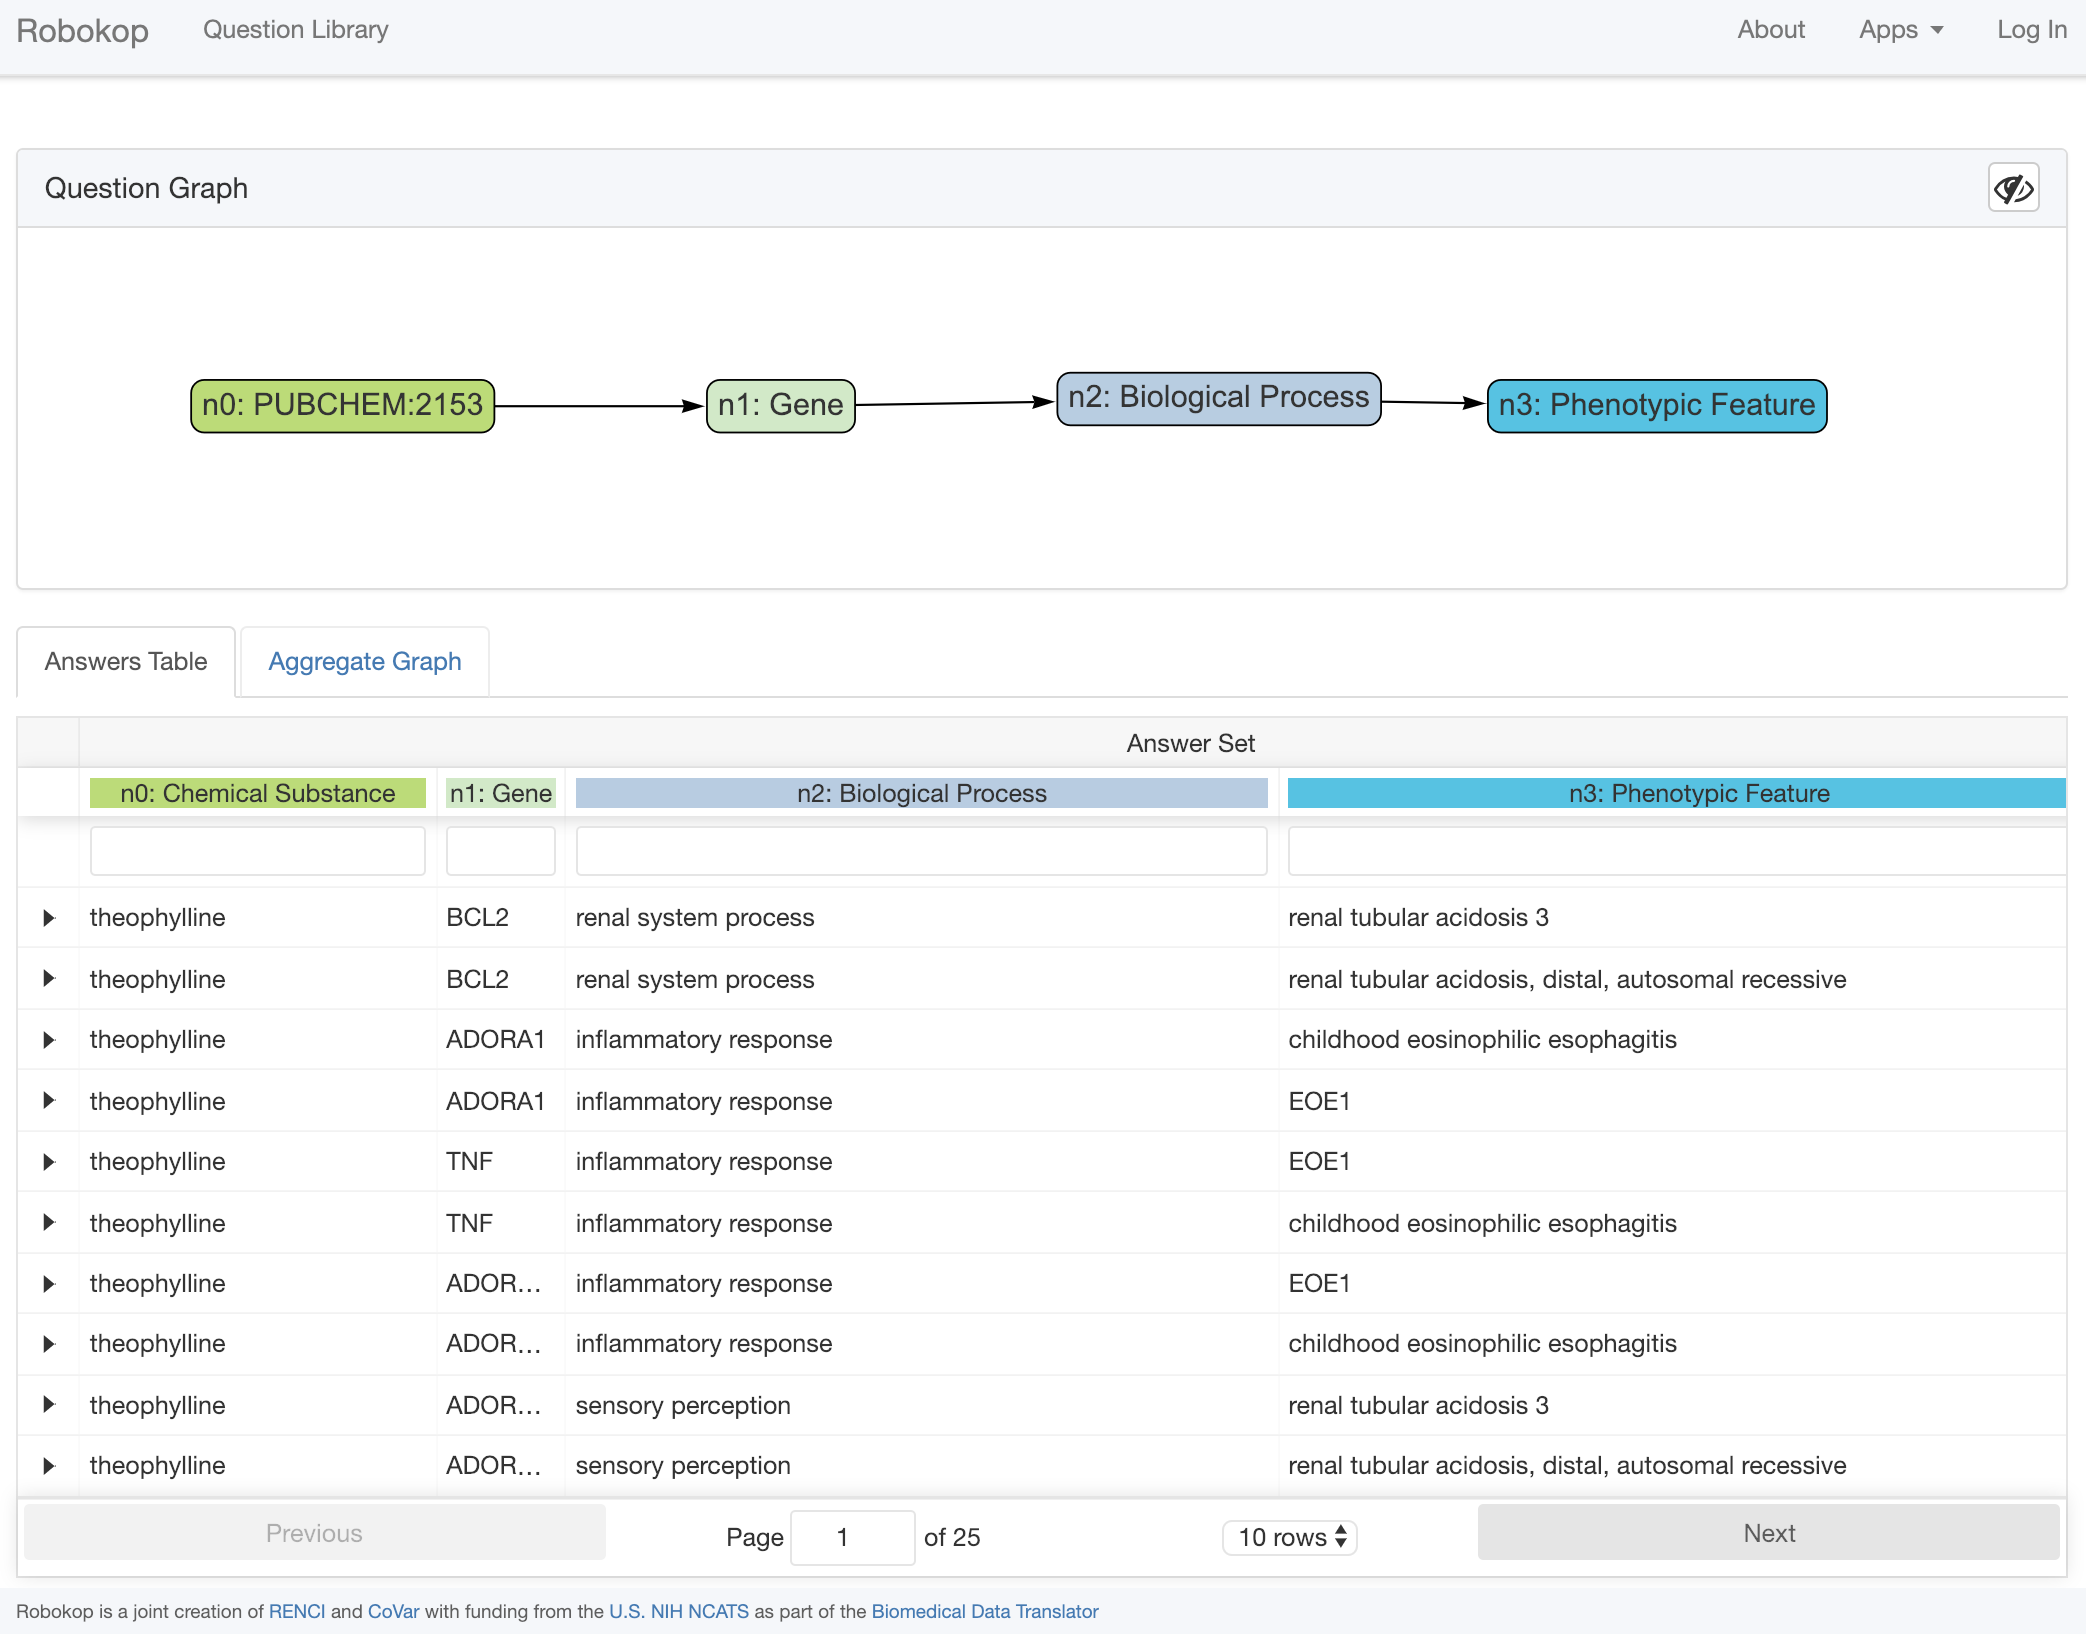 Robokop Question Library About Apps Log In
Question Graph
n0: PUBCHEM:2153 n1: Gene n2: Biological Process n3: Phenotypic Feature
Answers Table Aggregate Graph
Answer Set
n0: Chemical Substance n1: Gene n2: Biological Process n3: Phenotypic Feature
theophylline BCL2 renal system process renal tubular acidosis 3
theophylline BCL2 renal system process renal tubular acidosis, distal, autosomal recessive
theophylline ADORA1 inflammatory response childhood eosinophilic esophagitis
theophylline ADORA1 inflammatory response EOE1
theophylline TNF inflammatory response EOE1
theophylline TNF inflammatory response childhood eosinophilic esophagitis
theophylline ADOR... inflammatory response EOE1
theophylline ADOR... inflammatory response childhood eosinophilic esophagitis
theophylline ADOR... sensory perception renal tubular acidosis 3
theophylline ADOR... sensory perception renal tubular acidosis, distal, autosomal recessive
Previous Page 1 of 25 10 rows Next
Robokop is a joint creation of RENCI and CoVar with funding from the U.S. NIH NCATS as part of the Biomedical Data Translator